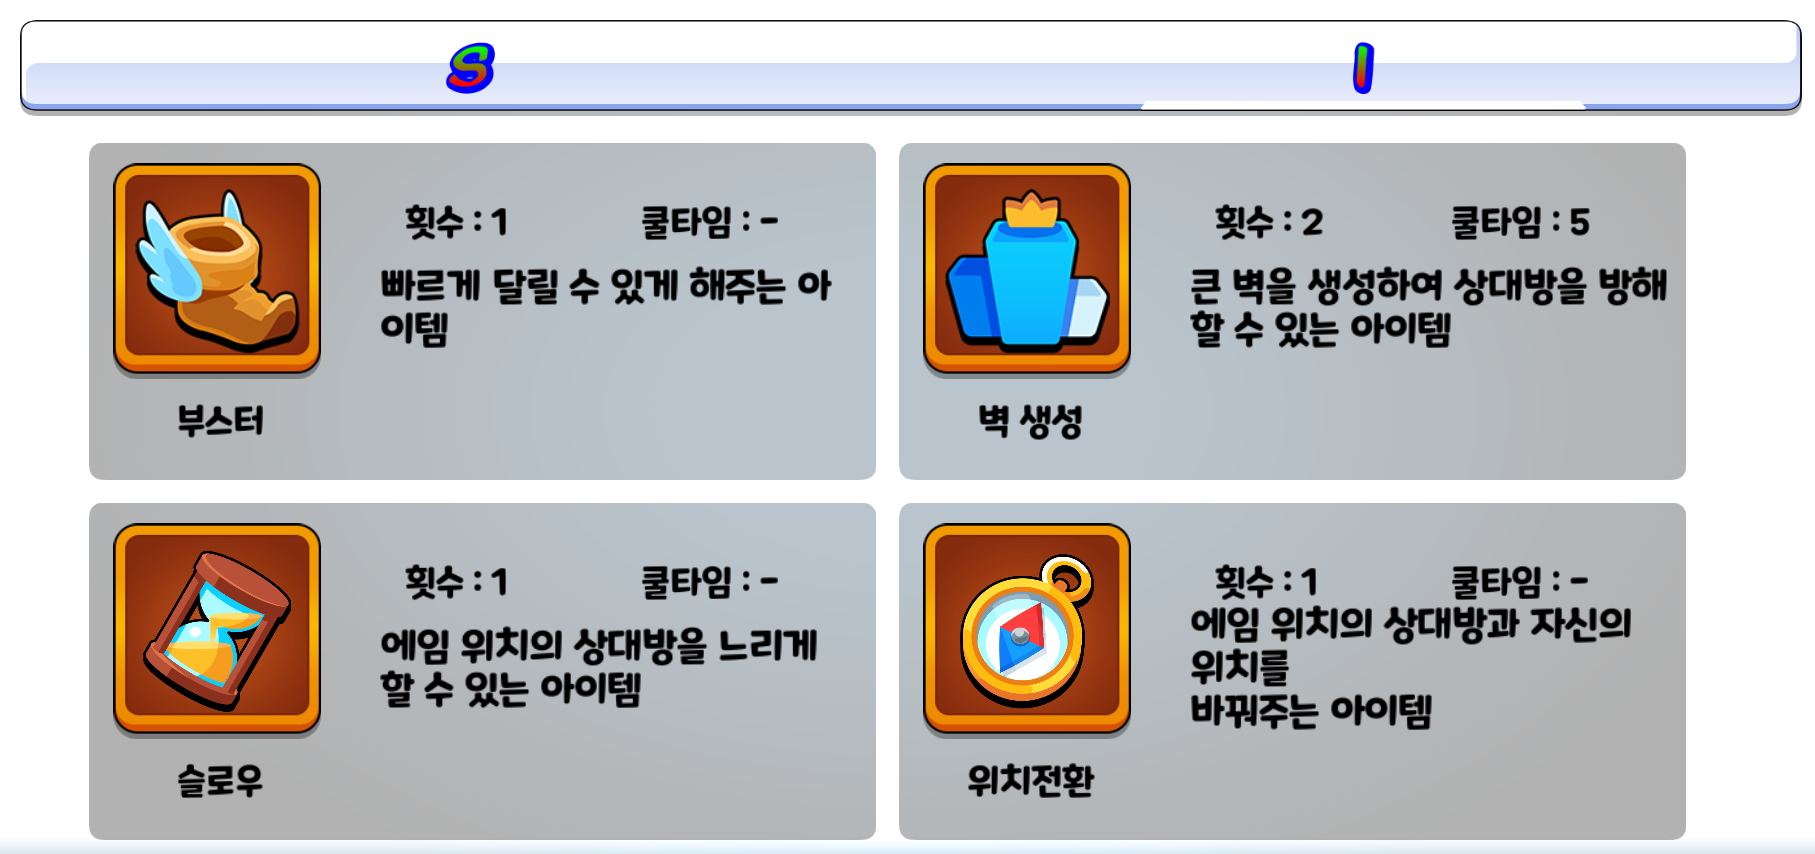 S
I
횟수 : 1
쿨타임 : -
빠르게 달릴 수 있게 해주는 아
이템
부스터
횟수 : 2
쿨타임 : 5
큰 벽을 생성하여 상대방을 방해
할 수 있는 아이템
벽 생성
횟수 : 1
쿨타임 : -
에임 위치의 상대방을 느리게
할 수 있는 아이템
슬로우
횟수 : 1
쿨타임 : -
에임 위치의 상대방과 자신의
위치를
바꿔주는 아이템
위치전환